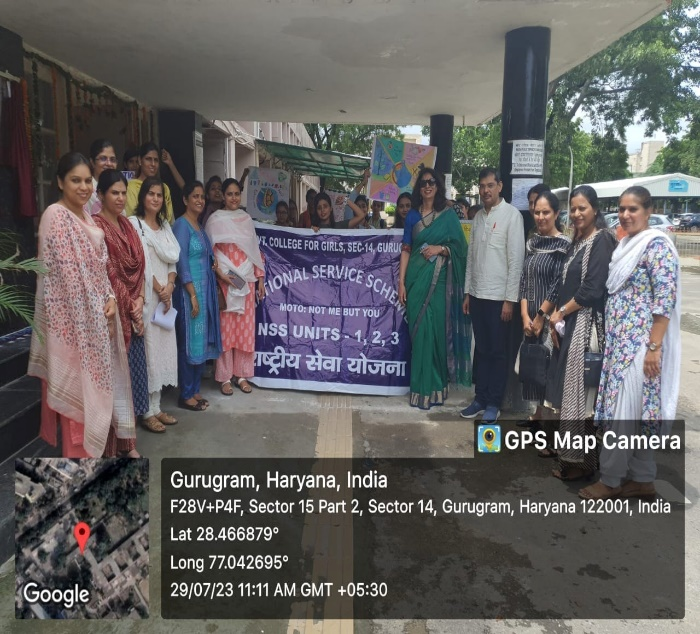 VT. COLLEGE FOR GIRLS, SEC-14, GURUG
TIONAL SERVICE SCHEM
MOTO: NOT ME BUT YOU
NSS UNITS - 1, 2, 3
राष्ट्रीय सेवा योजना
GPS Map Camera
Gurugram, Haryana, India
F28V+P4F, Sector 15 Part 2, Sector 14, Gurugram, Haryana 122001, India
Lat 28.466879°
Long 77.042695°
29/07/23 11:11 AM GMT +05:30
Google